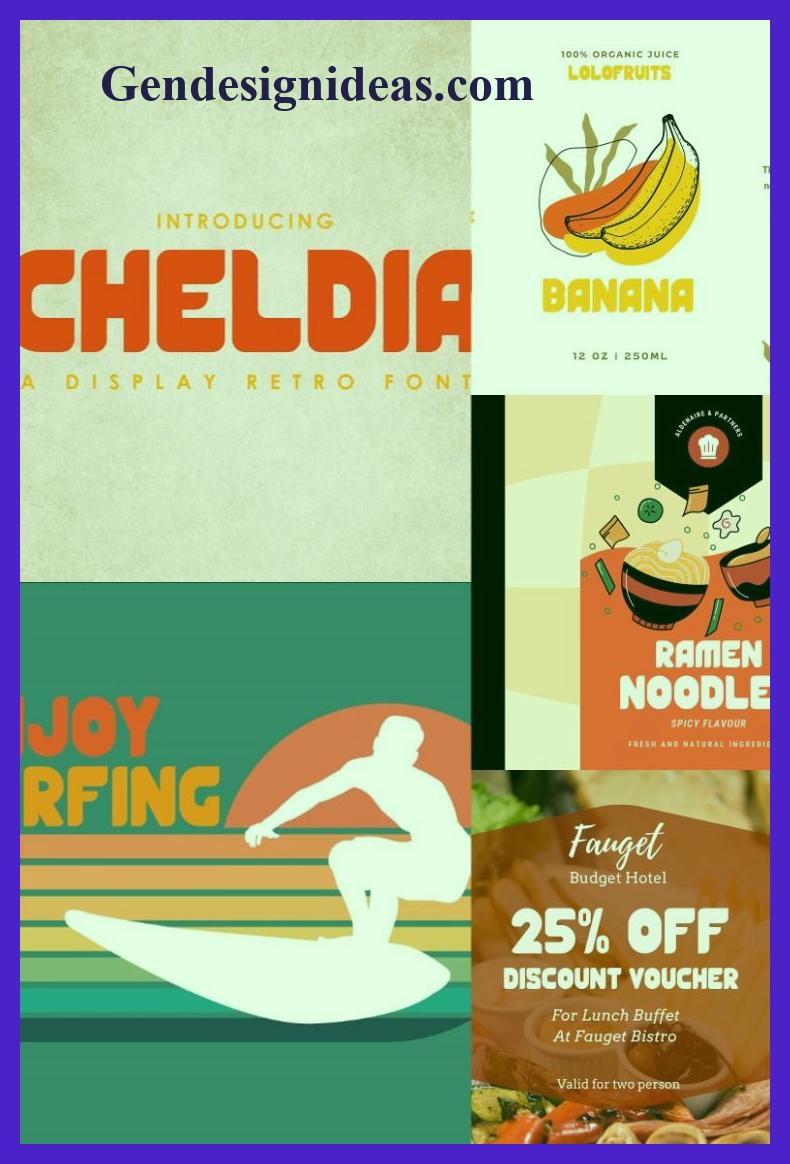 Gendesignideas.com
INTRODUCING
CHELDIA
A DISPLAY RETRO FONT
100% ORGANIC JUICE
LOLOFRUITS
BANANA
12 OZ | 250ML
ALDENAIRE & PARTNERS
RAMEN
NOODLE
SPICY FLAVOUR
FRESH AND NATURAL INGREDIE
NJOY
RFING
Fauget
Budget Hotel
25% OFF
DISCOUNT VOUCHER
For Lunch Buffet
At Fauget Bistro
Valid for two person